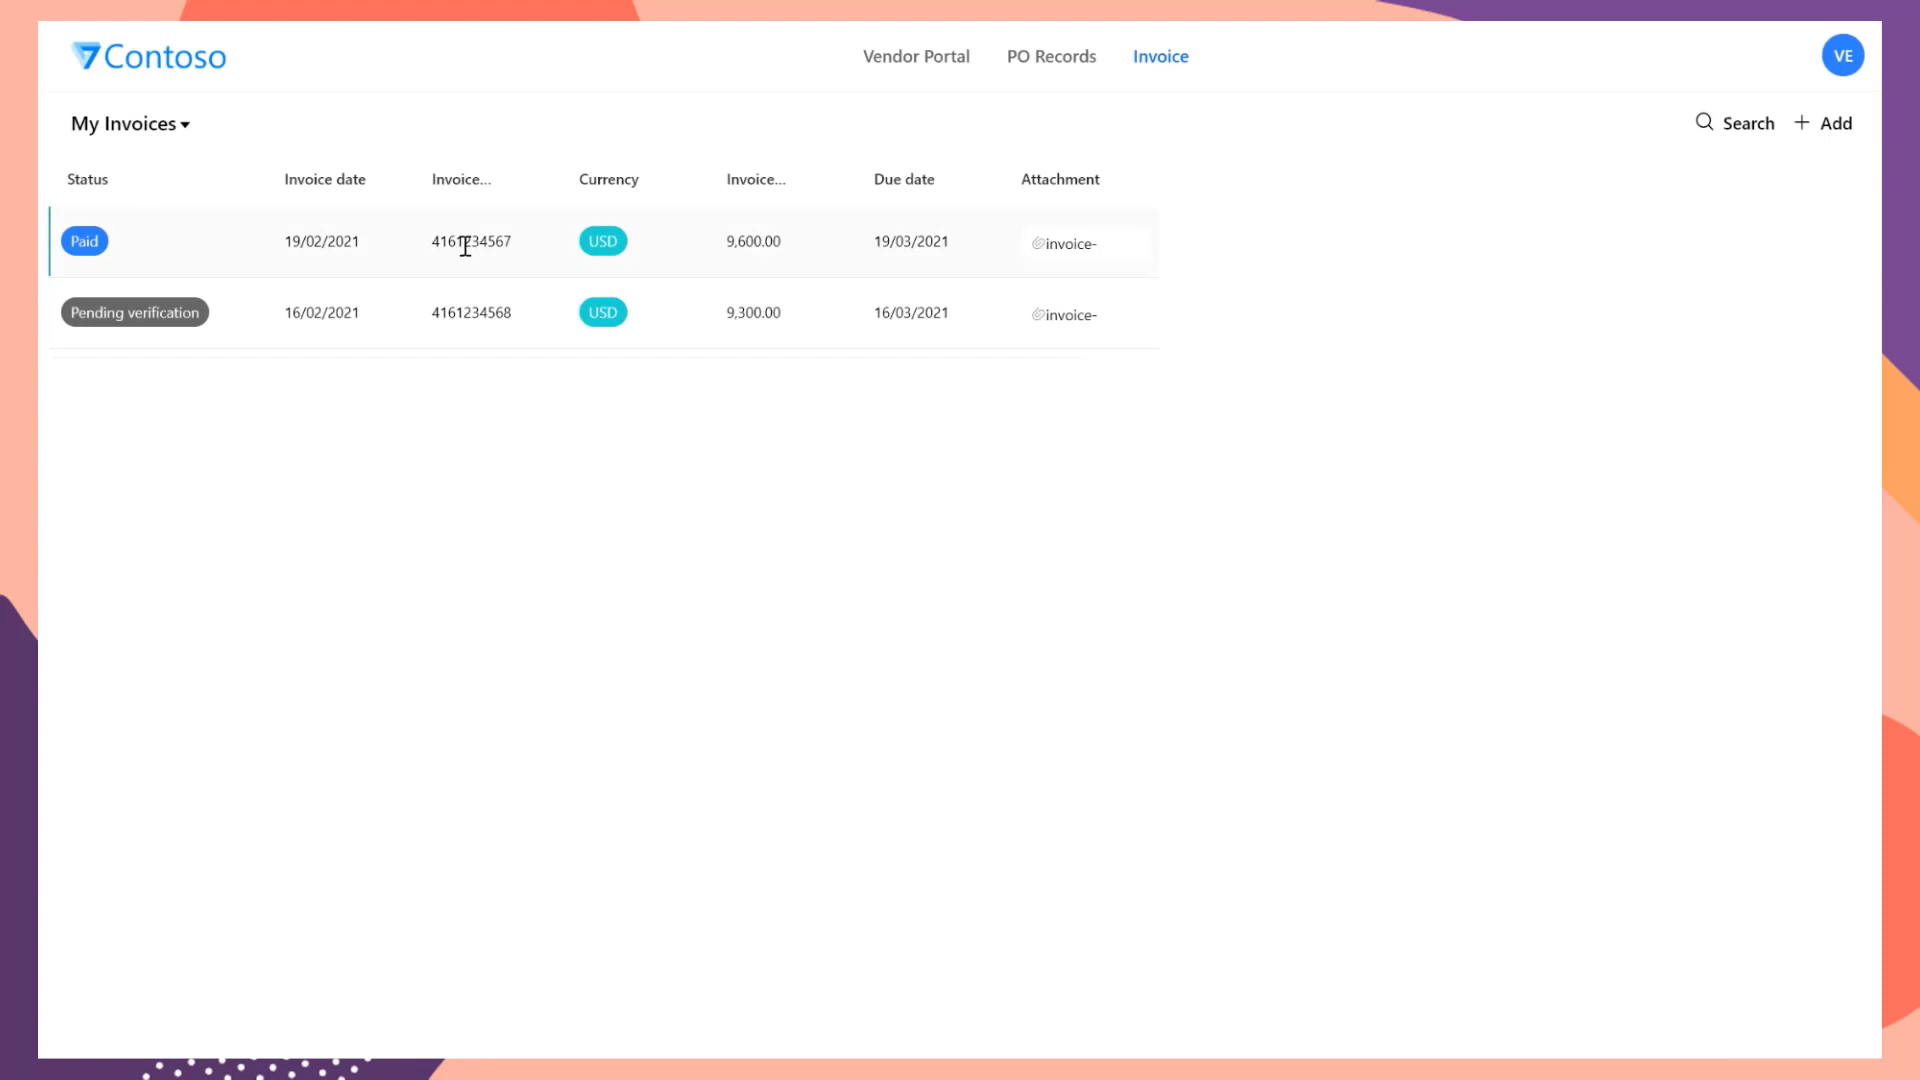 Contoso
Vendor Portal PO Records Invoice
VE
My Invoices
Search + Add
Status Invoice date Invoice... Currency Invoice... Due date Attachment
Paid 19/02/2021 4161234567 USD 9,600.00 19/03/2021 invoice-
Pending verification 16/02/2021 4161234568 USD 9,300.00 16/03/2021 invoice-